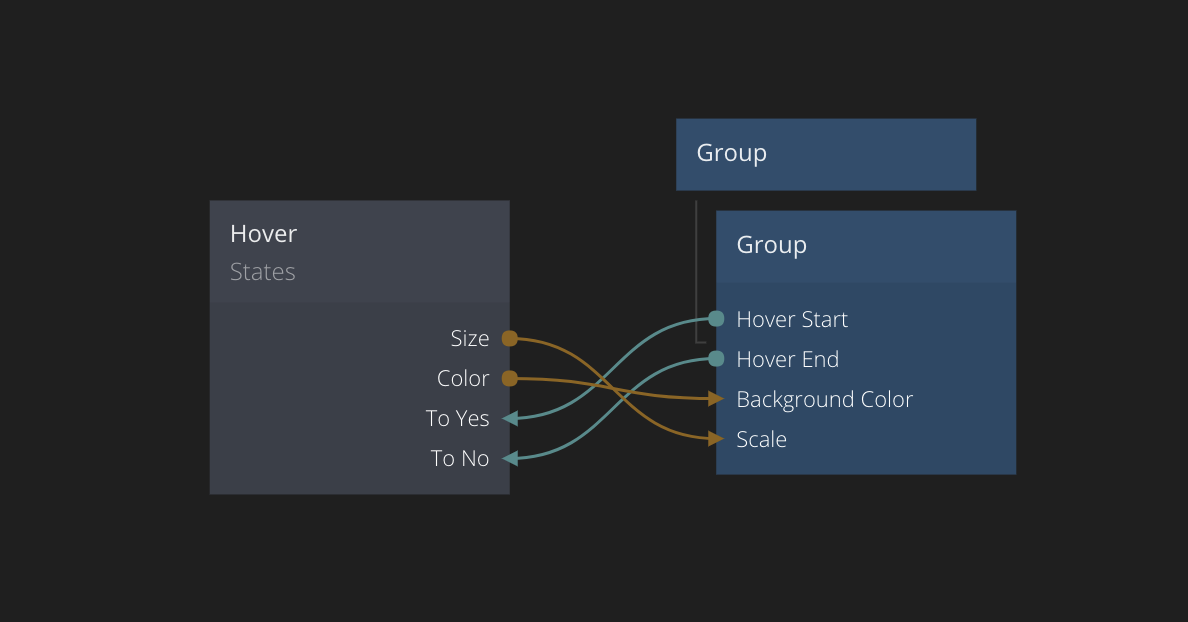 Group
Hover
States
Size
Color
To Yes
To No
Group
Hover Start
Hover End
Background Color
Scale